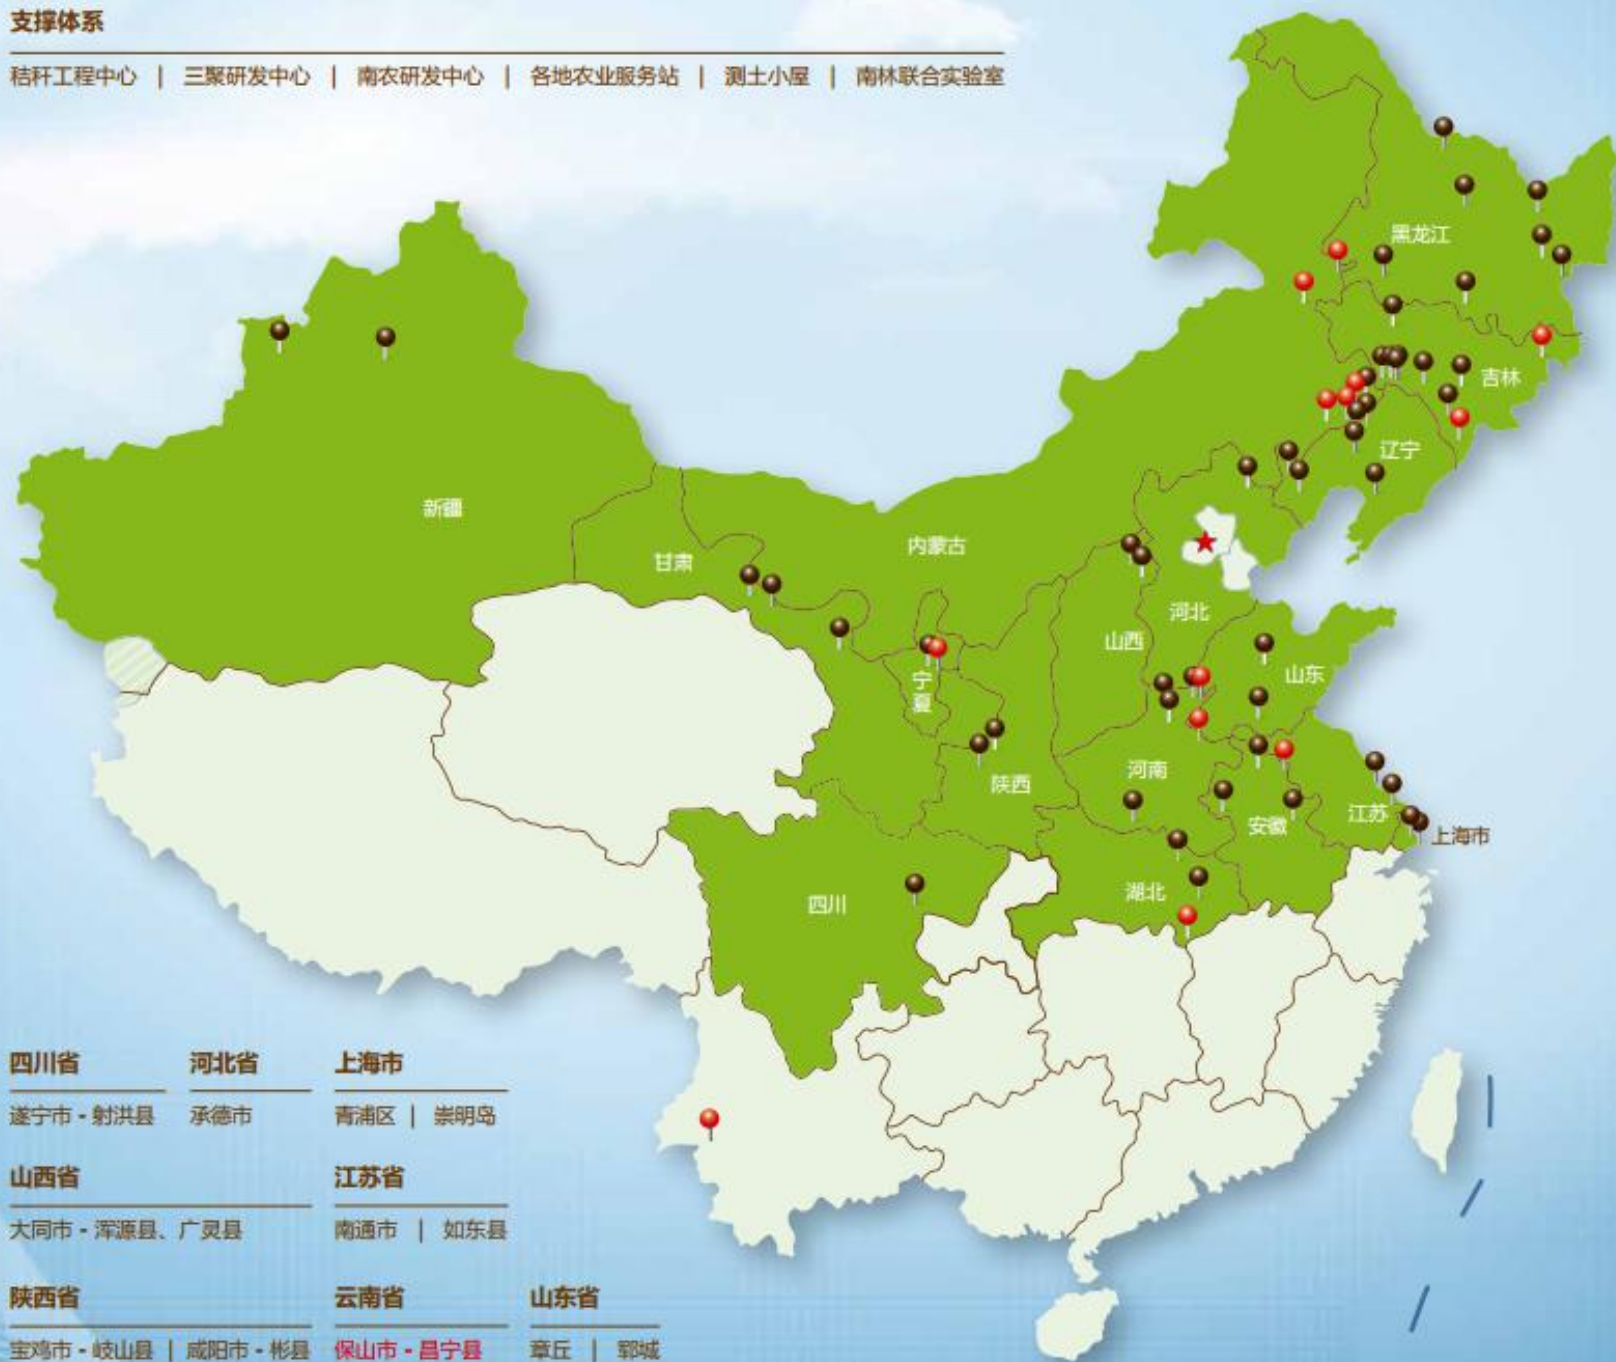 支撑体系
秸秆工程中心 | 三聚研发中心 | 南农研发中心 | 各地农业服务站 | 测土小屋 | 南林联合实验室
黑龙江
吉林
辽宁
新疆
内蒙古
甘肃
河北
山西
山东
宁夏
陕西
河南
江苏
安徽
上海市
湖北
四川
四川省 河北省 上海市
遂宁市 - 射洪县 承德市 青浦区 | 崇明岛
山西省 江苏省
大同市 - 浑源县、广灵县 南通市 | 如东县
陕西省 云南省 山东省
宝鸡市 - 岐山县 | 咸阳市 - 彬县 保山市 - 昌宁县 章丘 | 郓城